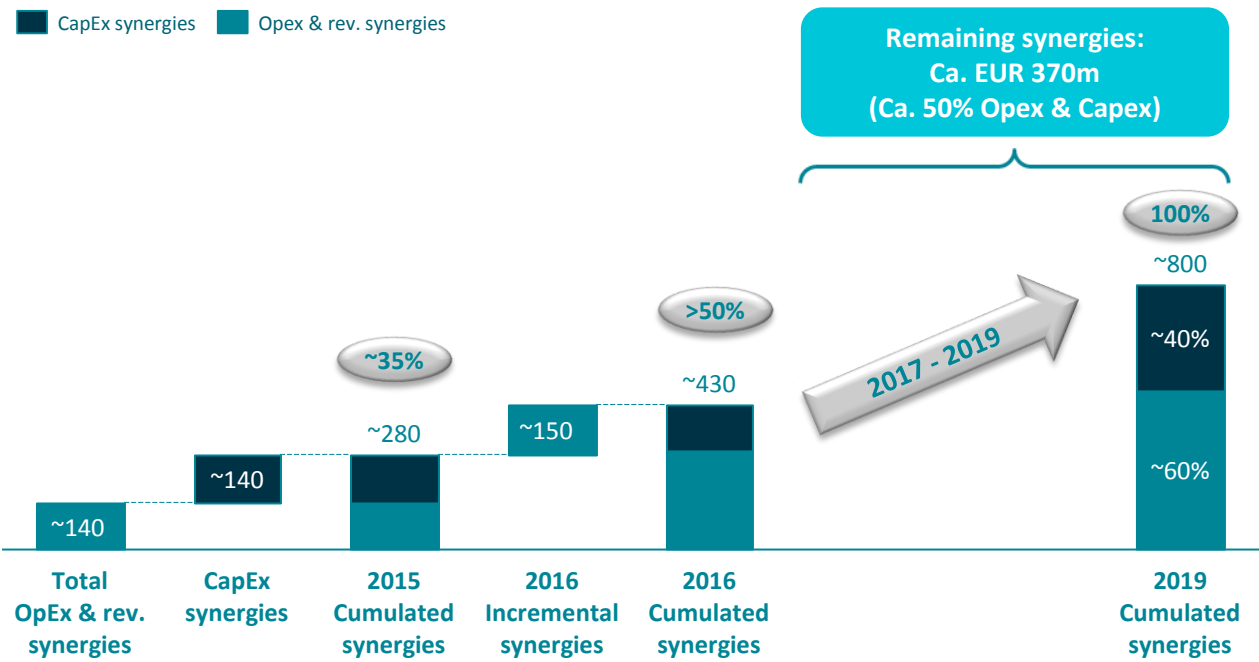 CapEx synergies
Opex & rev. synergies
Remaining synergies:
Ca. EUR 370m
(Ca. 50% Opex & Capex)
100%
~800
>50%
~40%
2017 - 2019
~35%
~430
~280
~150
~140
~60%
~140
Total
OpEx & rev.
synergies
CapEx
synergies
2015
Cumulated
synergies
2016
Incremental
synergies
2016
Cumulated
synergies
2019
Cumulated
synergies